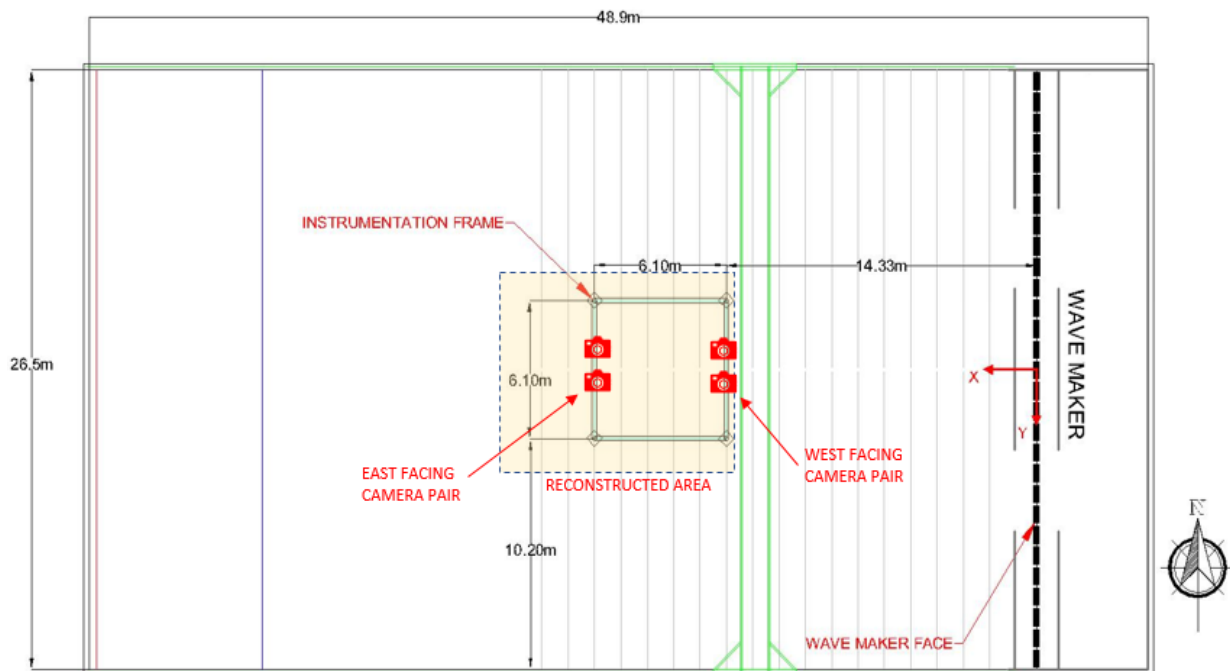 48.9m
INSTRUMENTATION FRAME
6.10m
14.33m
WAVE MAKER
26.5m
6.10m
X
Y
EAST FACING
CAMERA PAIR
WEST FACING
CAMERA PAIR
RECONSTRUCTED AREA
10.20m
N
WAVE MAKER FACE